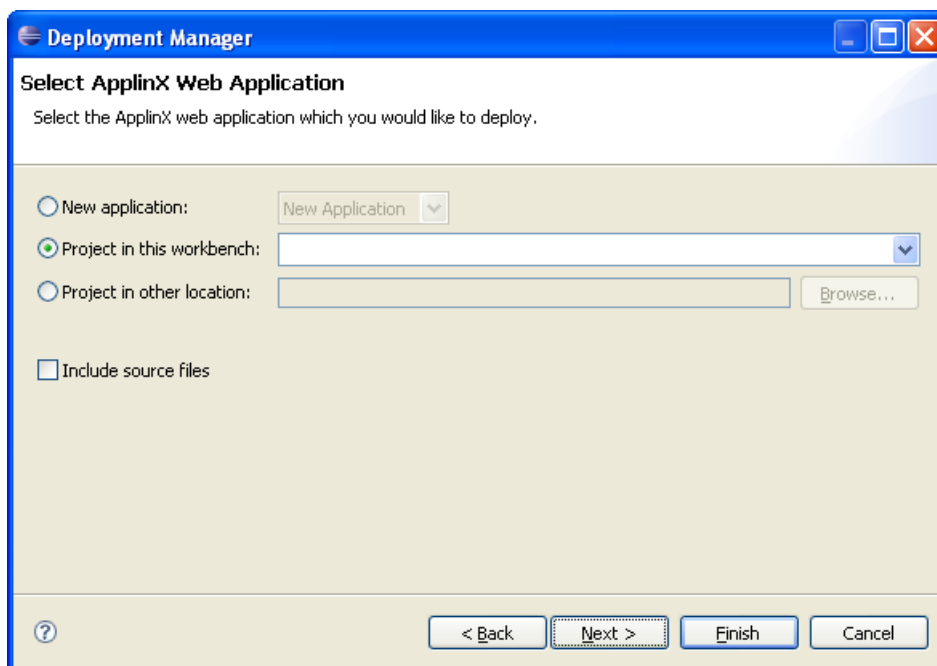 Deployment Manager
Select ApplinX Web Application
Select the ApplinX web application which you would like to deploy.
New application: New Application
Project in this workbench:
Project in other location: Browse...
Include source files
? < Back Next > Finish Cancel